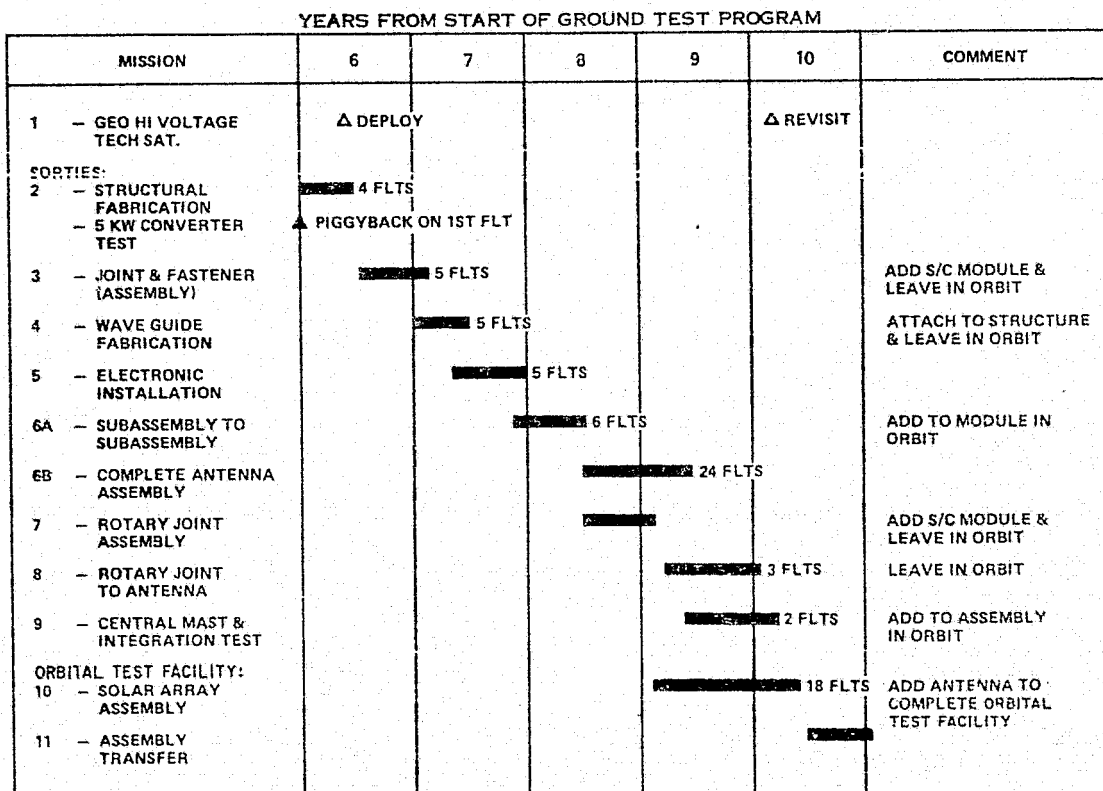 YEARS FROM START OF GROUND TEST PROGRAM
MISSION 6 7 8 9 10 COMMENT
1 – GEO HI VOLTAGE TECH SAT.
△ DEPLOY
△ REVISIT
SORTIES:
2 – STRUCTURAL FABRICATION
4 FLTS
– 5 KW CONVERTER TEST
▲ PIGGYBACK ON 1ST FLT
3 – JOINT & FASTENER (ASSEMBLY)
5 FLTS
ADD S/C MODULE & LEAVE IN ORBIT
4 – WAVE GUIDE FABRICATION
5 FLTS
ATTACH TO STRUCTURE & LEAVE IN ORBIT
5 – ELECTRONIC INSTALLATION
5 FLTS
6A – SUBASSEMBLY TO SUBASSEMBLY
6 FLTS
ADD TO MODULE IN ORBIT
6B – COMPLETE ANTENNA ASSEMBLY
24 FLTS
7 – ROTARY JOINT ASSEMBLY
ADD S/C MODULE & LEAVE IN ORBIT
8 – ROTARY JOINT TO ANTENNA
3 FLTS
LEAVE IN ORBIT
9 – CENTRAL MAST & INTEGRATION TEST
2 FLTS
ADD TO ASSEMBLY IN ORBIT
ORBITAL TEST FACILITY:
10 – SOLAR ARRAY ASSEMBLY
18 FLTS
ADD ANTENNA TO COMPLETE ORBITAL TEST FACILITY
11 – ASSEMBLY TRANSFER